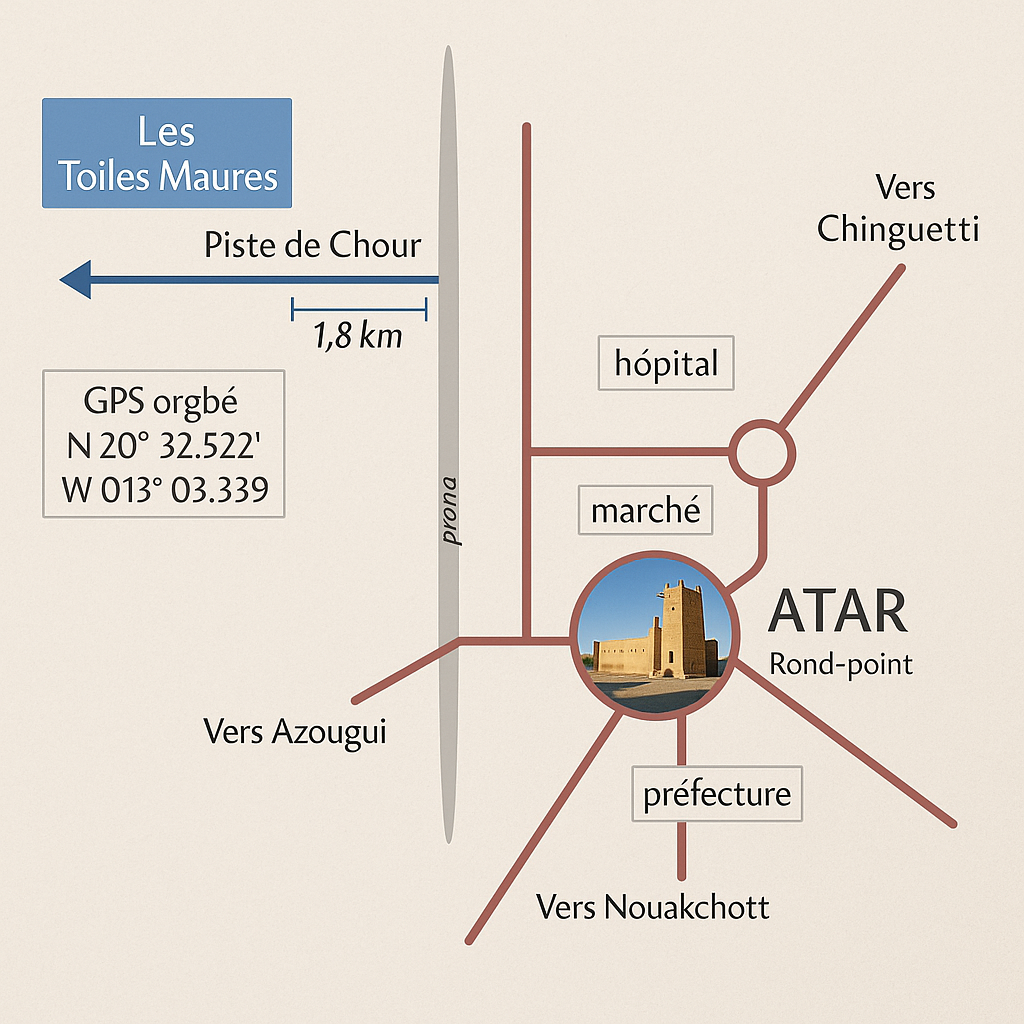 Les
Toiles Maures
Piste de Chour
1,8 km
GPS orgbé
N 20° 32.522'
W 013° 03.339
prona
Vers
Chinguetti
hópital
marché
ATAR
Rond-point
Vers Azougui
préfecture
Vers Nouakchott